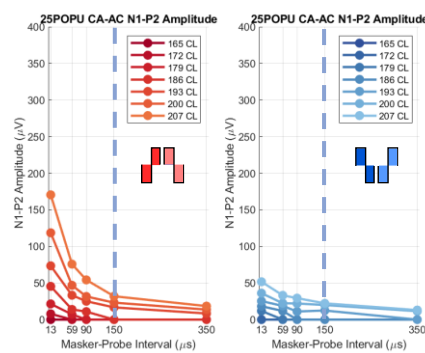 25POPU CA-AC N1-P2 Amplitude
N1-P2 Amplitude (μV)
400
350
300
250
200
150
100
50
0
165 CL
172 CL
179 CL
186 CL
193 CL
200 CL
207 CL
13 59 90 150 350
Masker-Probe Interval (μs)
25POPU CA-AC N1-P2 Amplitude
N1-P2 Amplitude (μV)
400
350
300
250
200
150
100
50
0
165 CL
172 CL
179 CL
186 CL
193 CL
200 CL
207 CL
13 59 90 150 350
Masker-Probe Interval (μs)